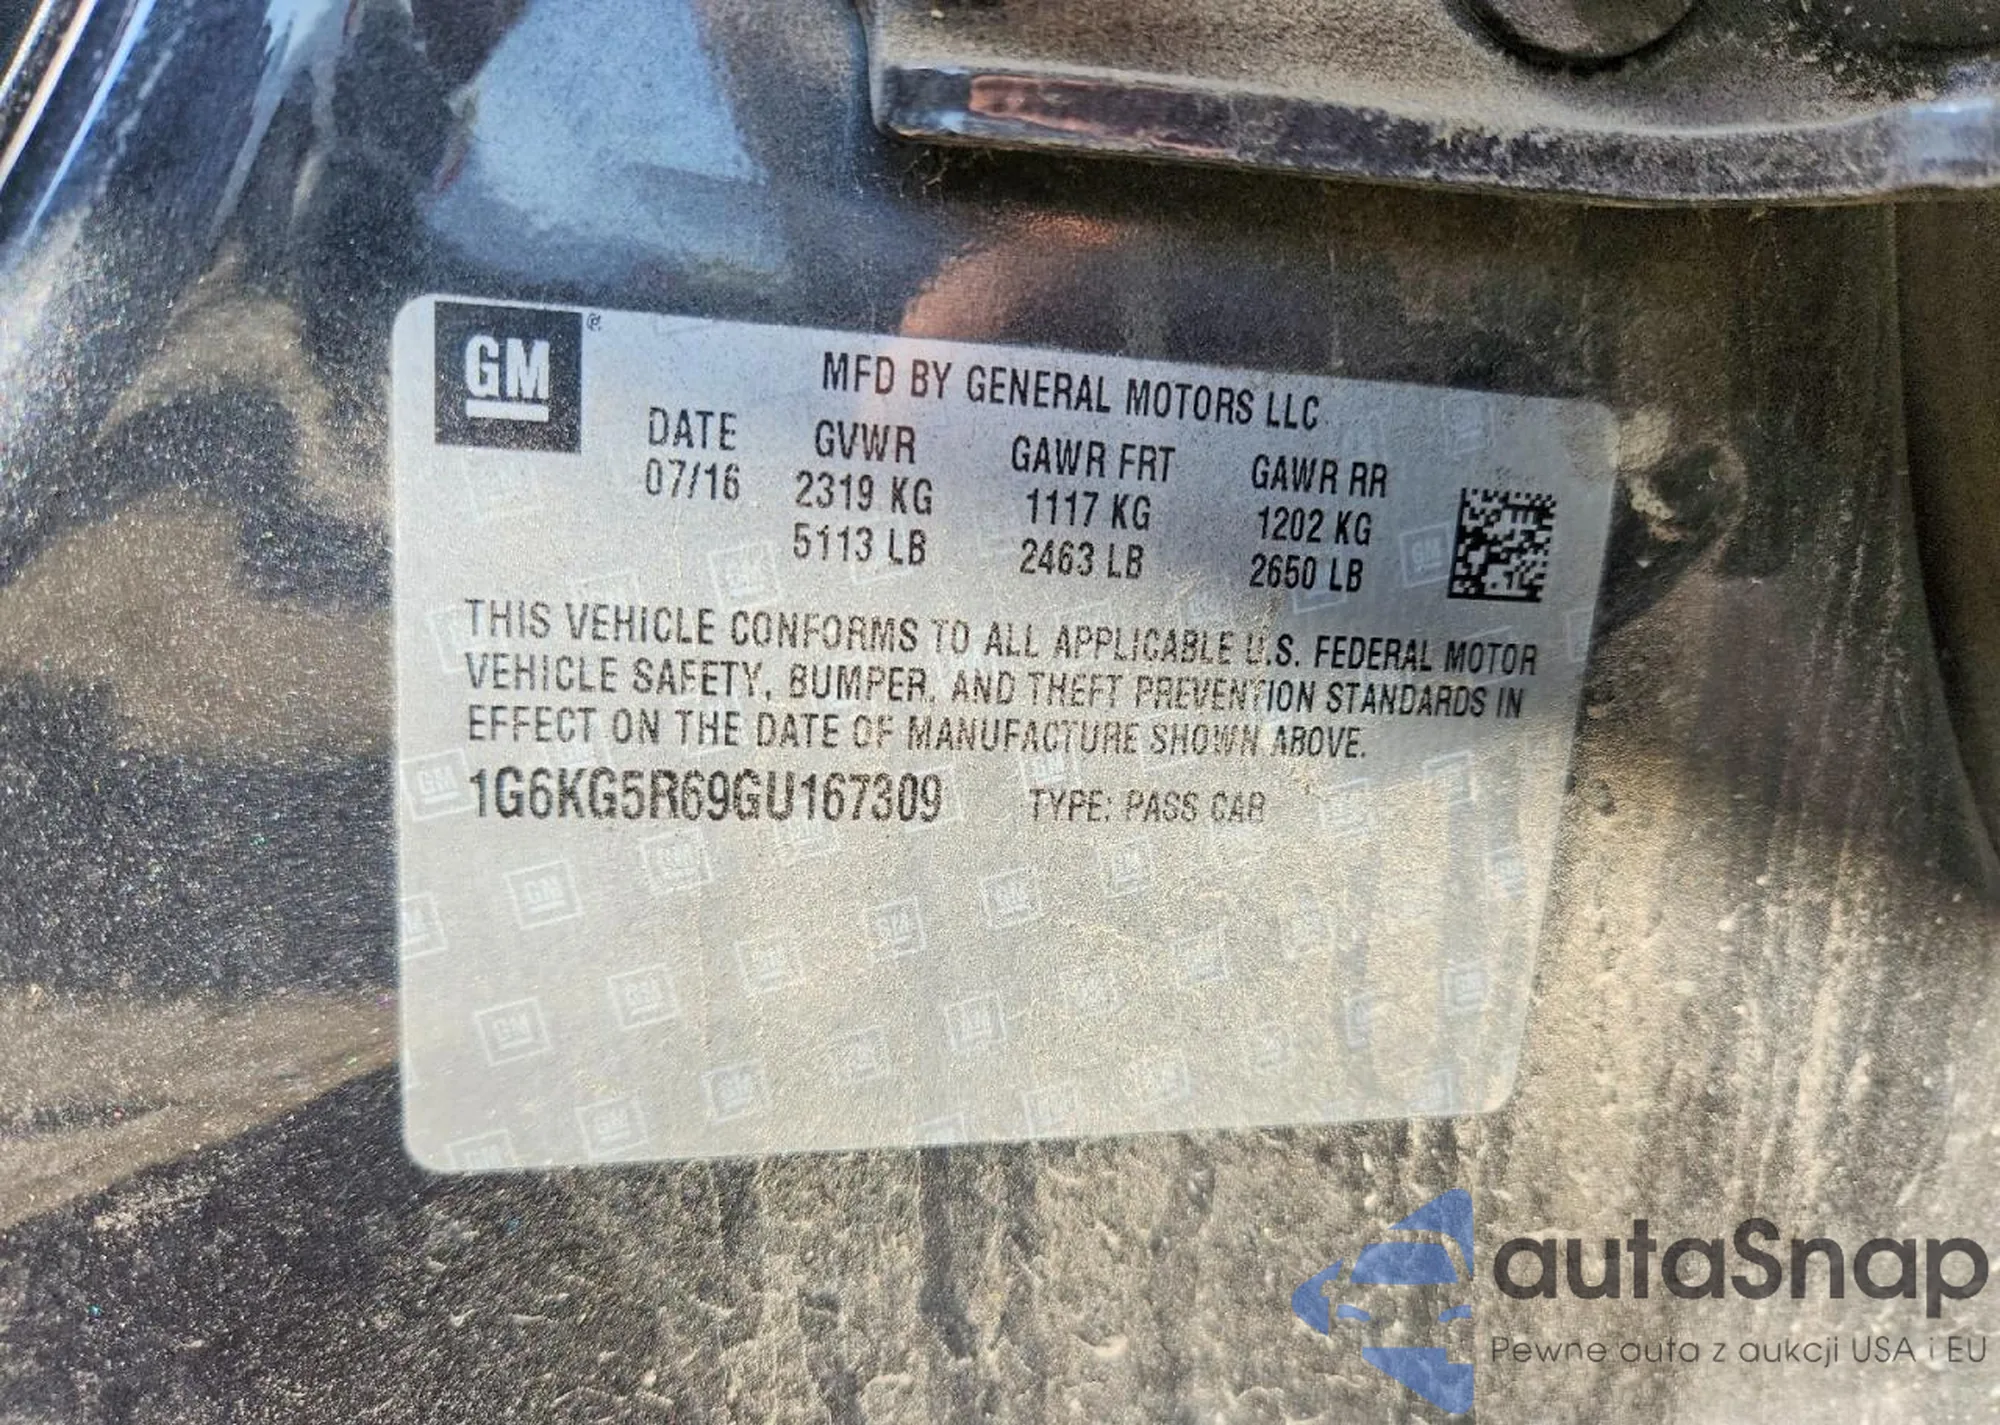 GM
MFD BY GENERAL MOTORS LLC
DATE GVWR GAWR FRT GAWR RR
07/16 2319 KG 1117 KG 1202 KG
5113 LB 2463 LB 2650 LB
THIS VEHICLE CONFORMS TO ALL APPLICABLE U.S. FEDERAL MOTOR
VEHICLE SAFETY, BUMPER, AND THEFT PREVENTION STANDARDS IN
EFFECT ON THE DATE OF MANUFACTURE SHOWN ABOVE.
1G6KG5R69GU167309 TYPE: PASS CAR
autaSnap
Pewne auta z aukcji USA i EU